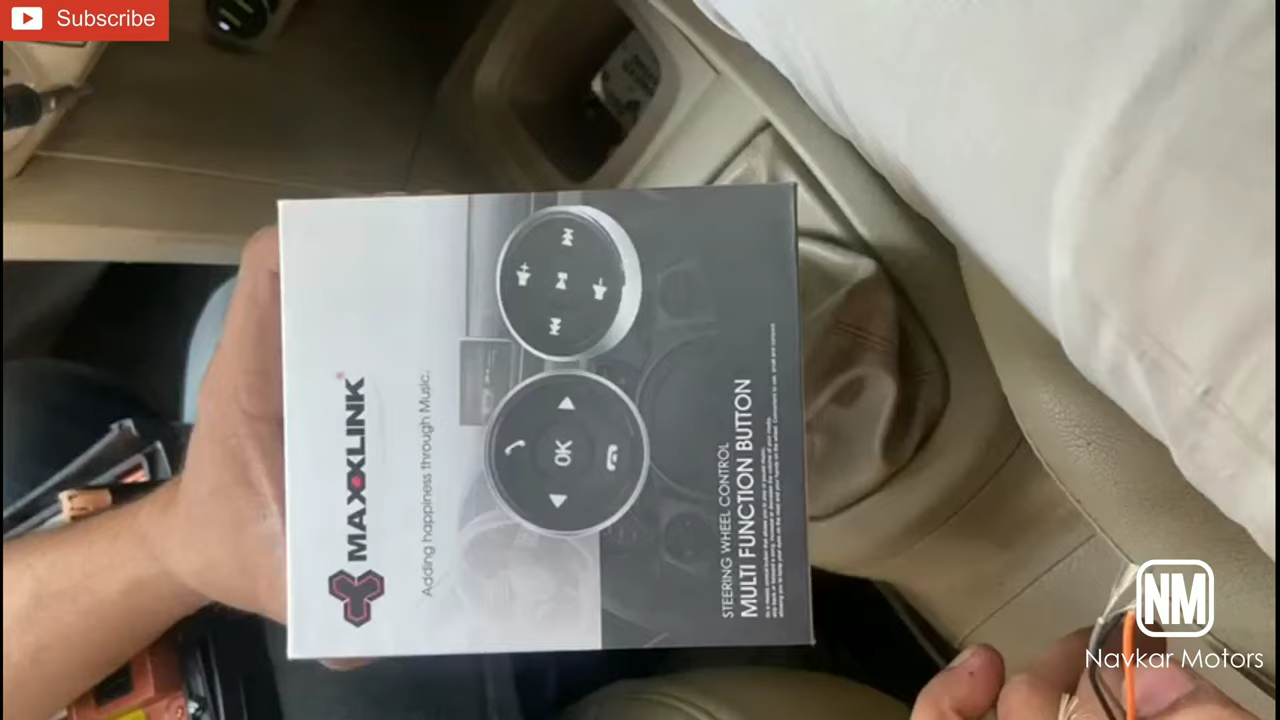 Subscribe
MAXXLINK
Adding happiness through Music.
OK
STEERING WHEEL CONTROL
MULTI FUNCTION BUTTON
NM
Navkar Motors